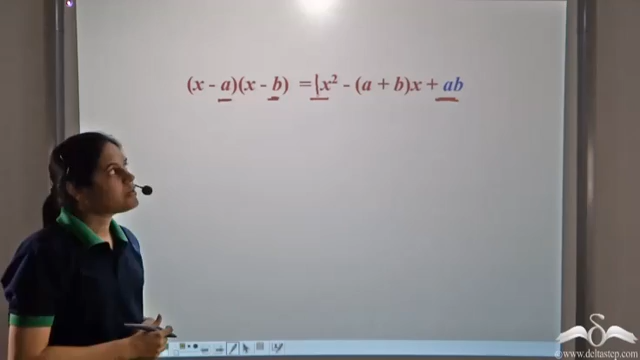 (x - a)(x - b) = x² - (a + b)x + ab
©www.deltastep.com